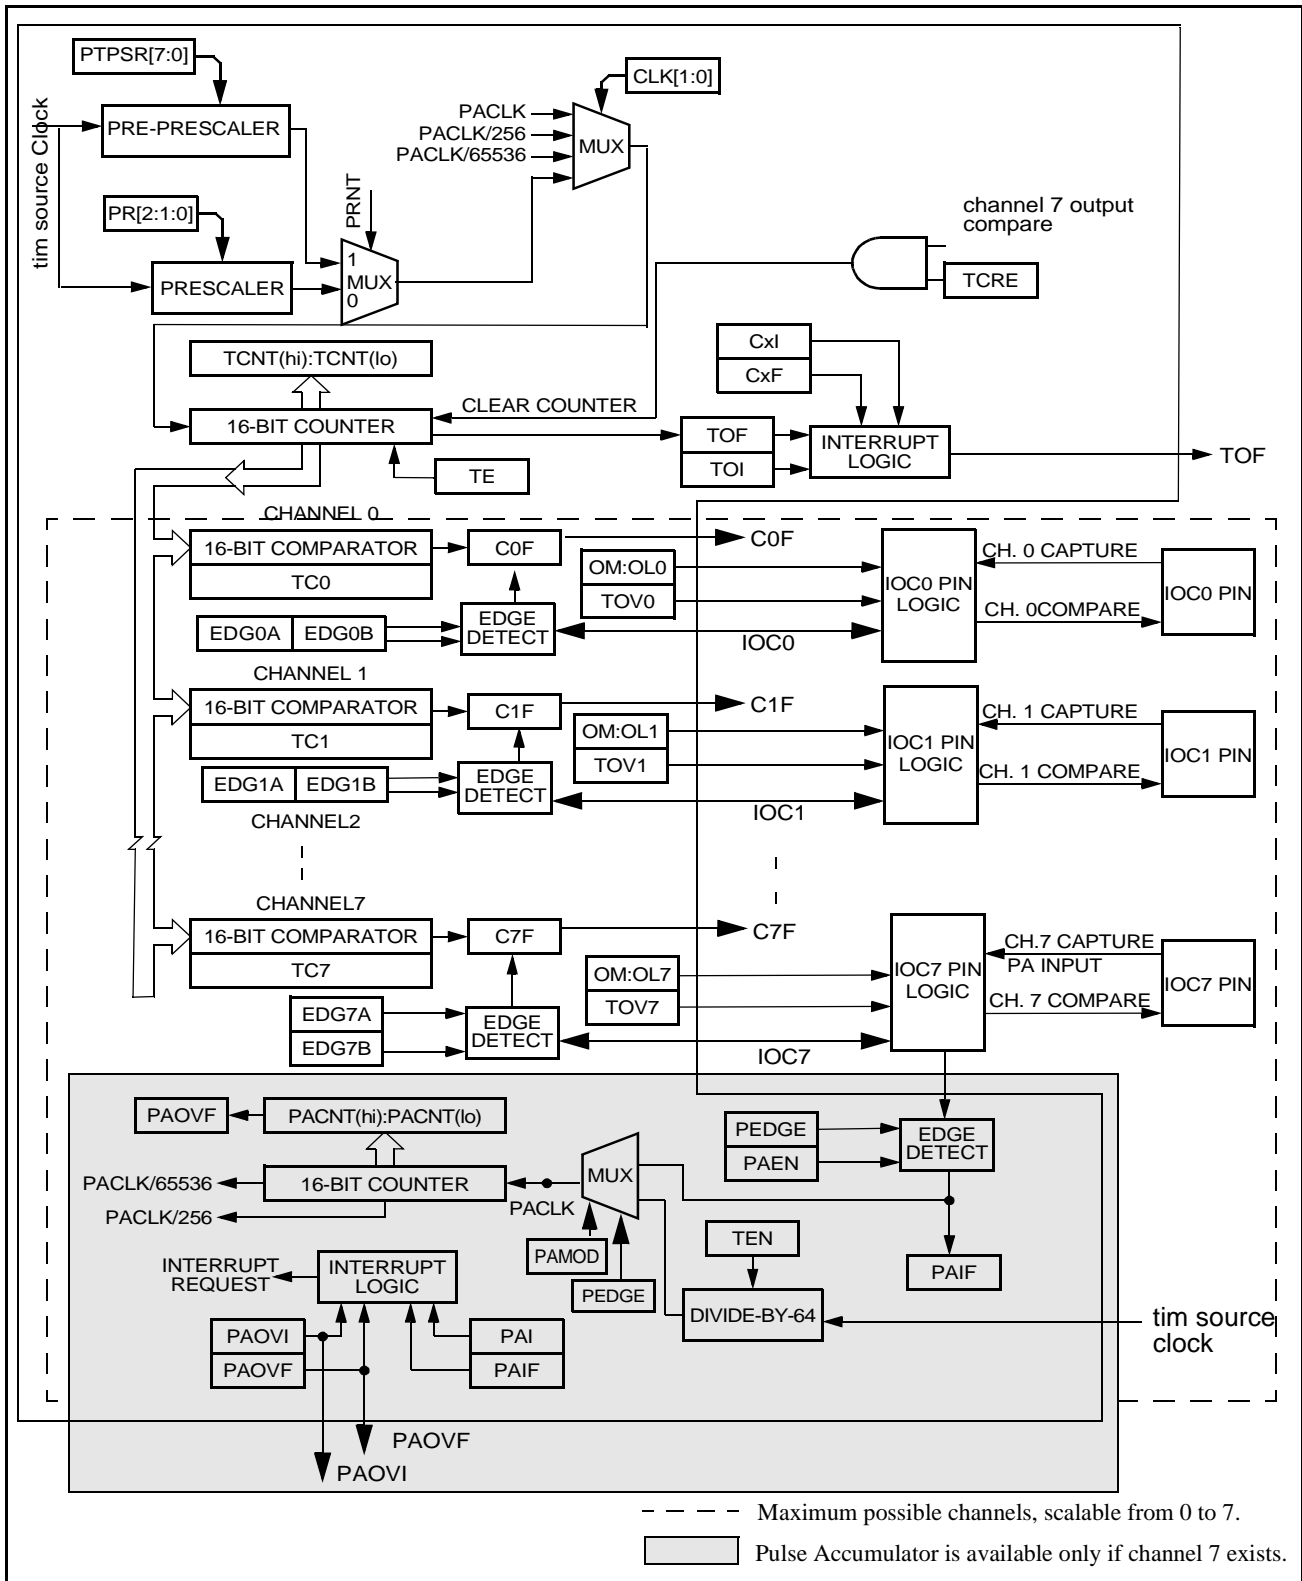 PTPSR[7:0]
CLK[1:0]
tim source Clock
PRE-PRESCALER
PACLK
PACLK/256
PACLK/65536
MUX
PR[2:1:0]
PRNT
channel 7 output
compare
PRESCALER
1
MUX
0
TCRE
TCNT(hi):TCNT(lo)
CxI
CxF
CLEAR COUNTER
16-BIT COUNTER
TOF
TOI
INTERRUPT
LOGIC
TOF
TE
CHANNEL 0
16-BIT COMPARATOR
TC0
C0F
C0F
OM:OL0
TOV0
IOC0 PIN
LOGIC
CH. 0 CAPTURE
CH. 0COMPARE
IOC0 PIN
EDG0A
EDG0B
EDGE
DETECT
IOC0
CHANNEL 1
16-BIT COMPARATOR
TC1
C1F
C1F
OM:OL1
TOV1
IOC1 PIN
LOGIC
CH. 1 CAPTURE
CH. 1 COMPARE
IOC1 PIN
EDG1A
EDG1B
EDGE
DETECT
IOC1
CHANNEL2
CHANNEL7
16-BIT COMPARATOR
TC7
C7F
C7F
OM:OL7
TOV7
IOC7 PIN
LOGIC
CH.7 CAPTURE
PA INPUT
CH. 7 COMPARE
IOC7 PIN
EDG7A
EDG7B
EDGE
DETECT
IOC7
PAOVF
PACNT(hi):PACNT(lo)
PEDGE
PAEN
EDGE
DETECT
PACLK/65536
16-BIT COUNTER
MUX
PACLK
PACLK/256
PAMOD
TEN
INTERRUPT
REQUEST
INTERRUPT
LOGIC
PEDGE
PAIF
DIVIDE-BY-64
tim source
clock
PAOVI
PAOVF
PAI
PAIF
PAOVF
PAOVI
Maximum possible channels, scalable from 0 to 7.
Pulse Accumulator is available only if channel 7 exists.